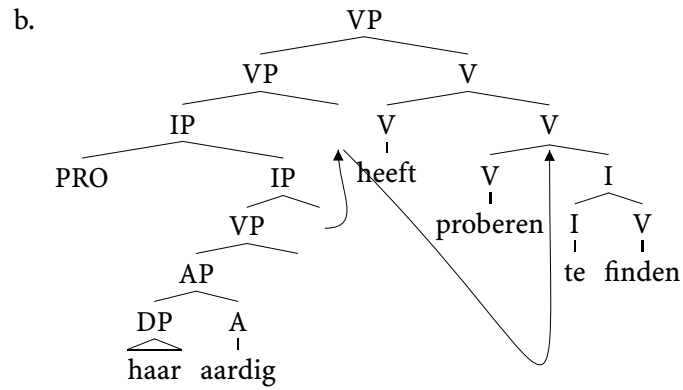 b.
VP
VP V
IP V V
PRO IP heeft V I
VP proberen I V
AP te finden
DP A
haar aardig